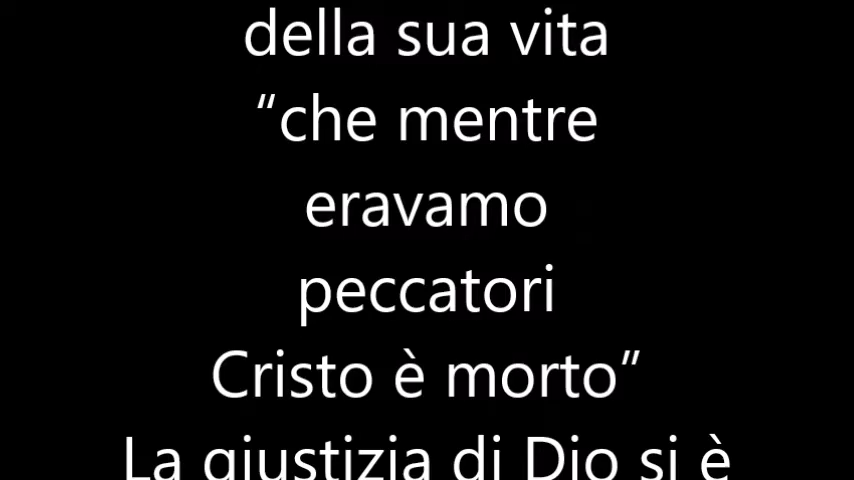 della sua vita
“che mentre
eravamo
peccatori
Cristo è morto”
La giustizia di Dio si è